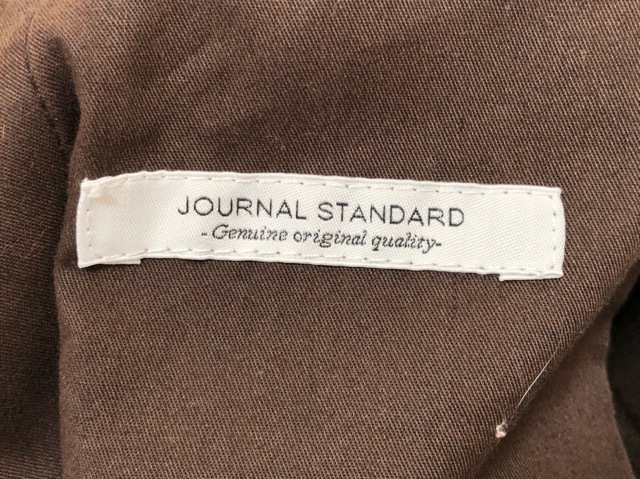 JOURNAL STANDARD
-Genuine original quality-